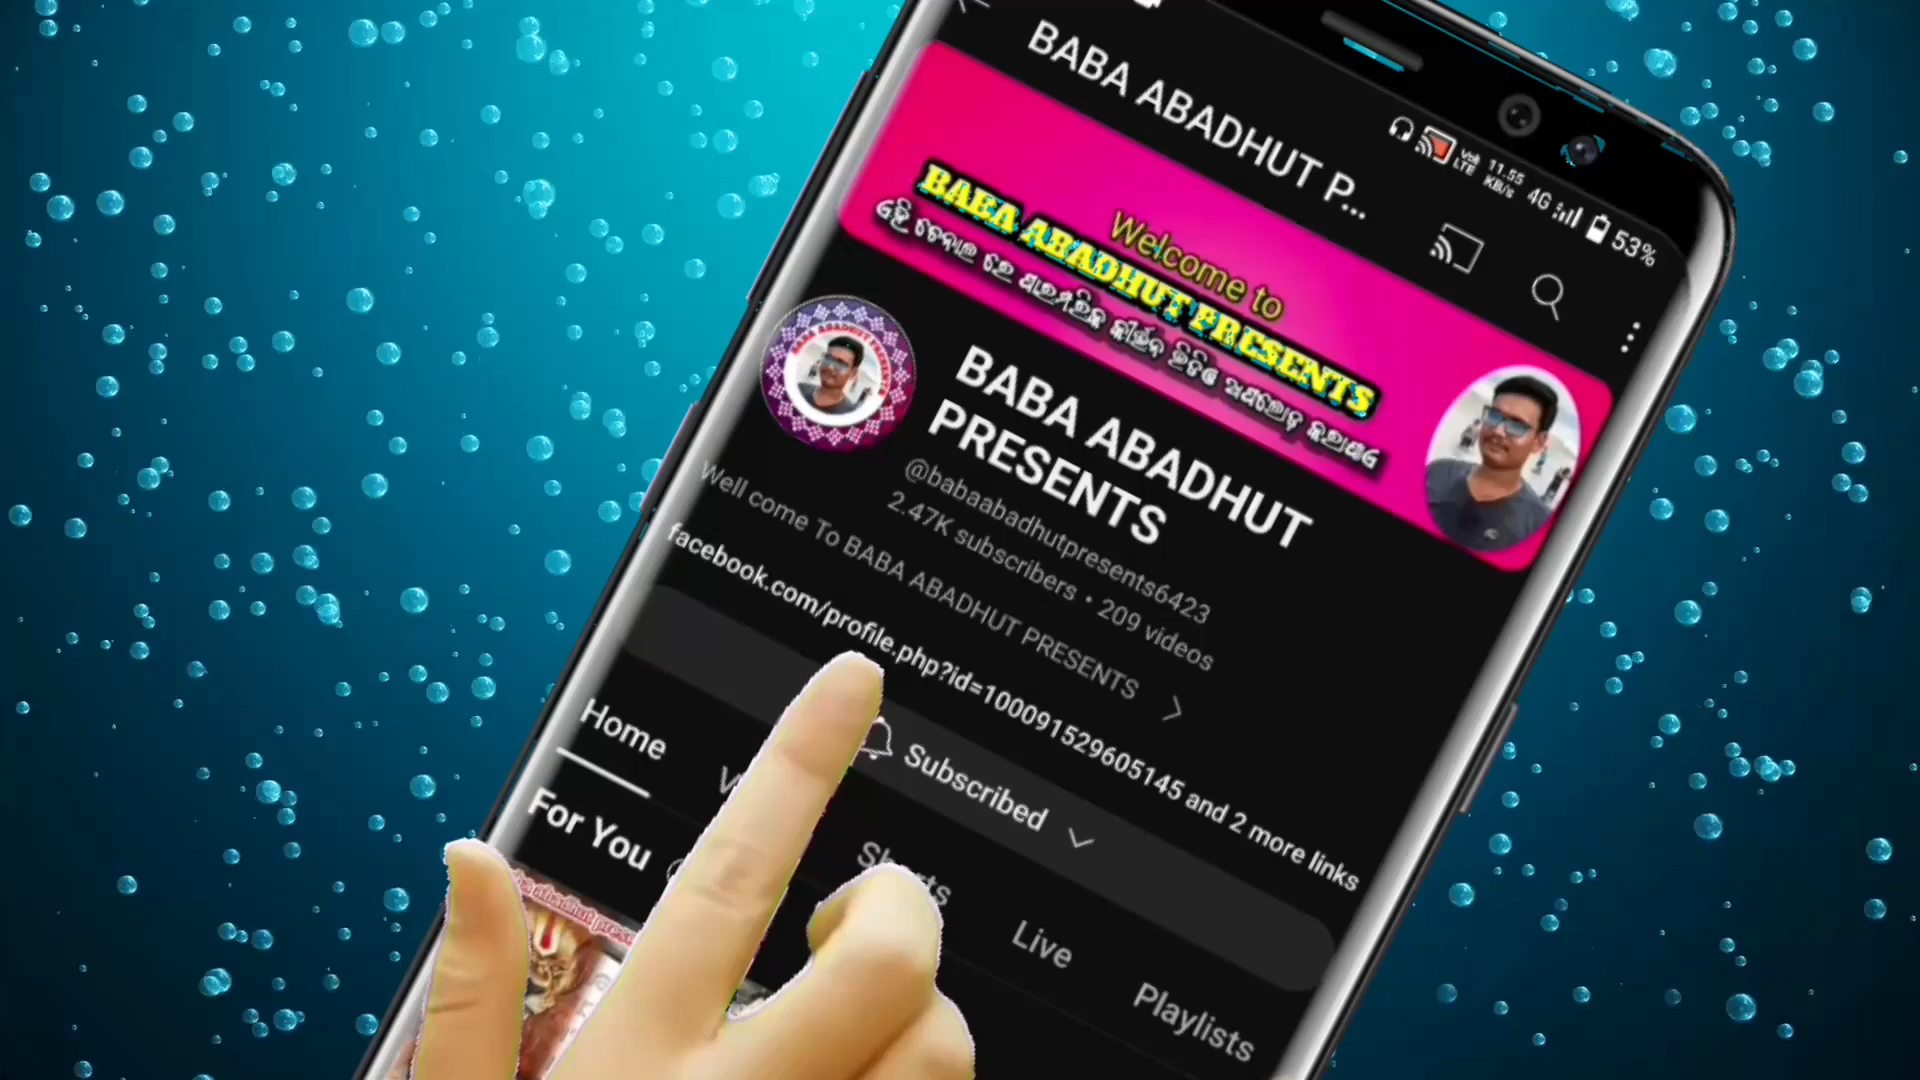 BABA ABADHUT P...
11.55 KB/s 4G 53%
Welcome to
BABA ABADHUT PRESENTS
BABA ABADHUT
PRESENTS
@babaabadhutpresents6423
2.47K subscribers • 209 videos
Well come To BABA ABADHUT PRESENTS
facebook.com/profile.php?id=100091529605145 and 2 more links
Subscribed
Home
Shorts
Live
Playlists
For You